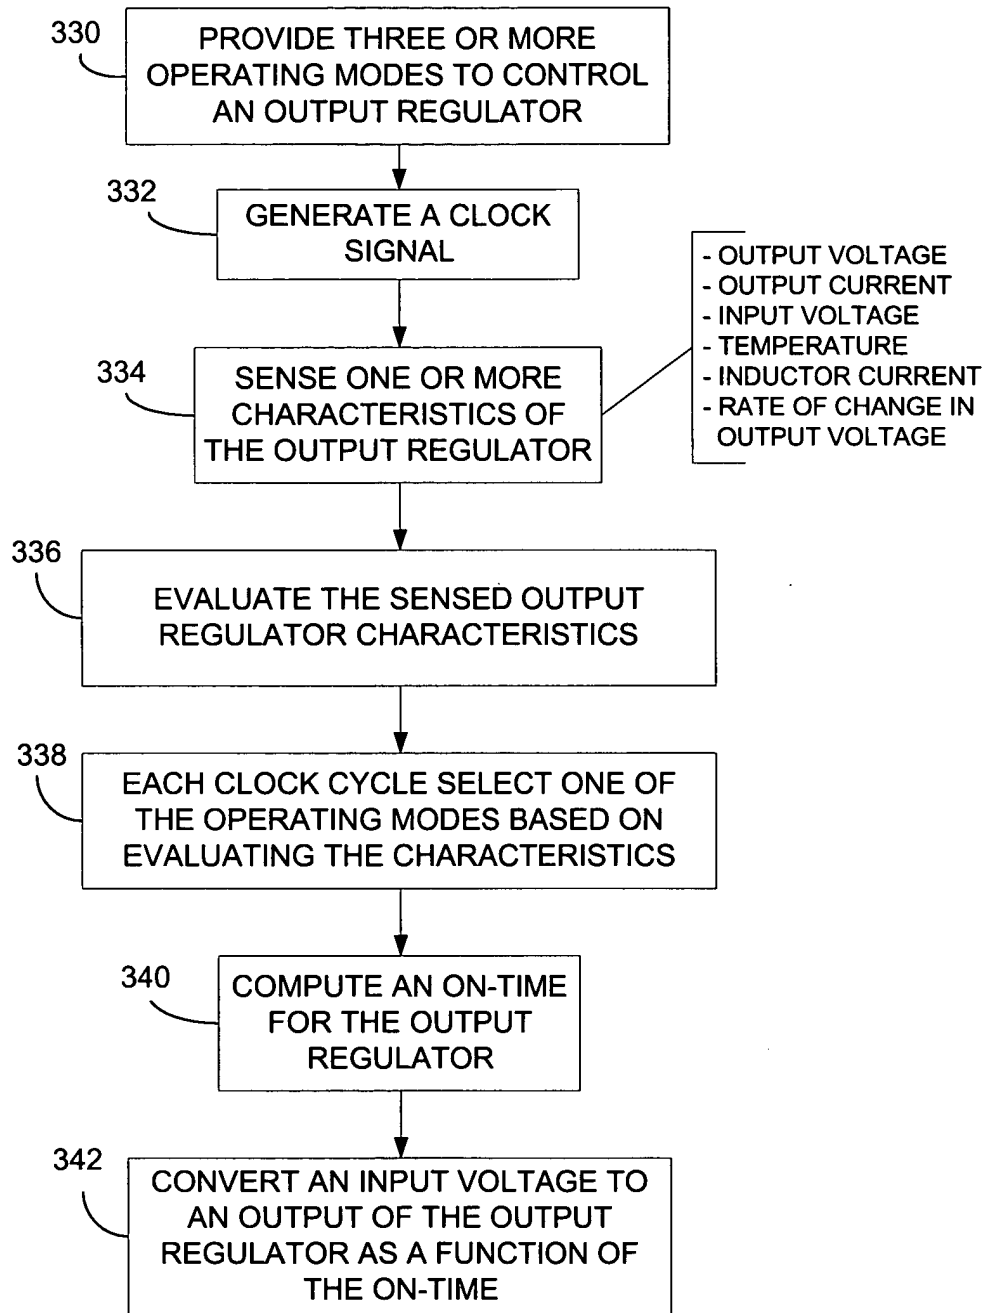 330
PROVIDE THREE OR MORE
OPERATING MODES TO CONTROL
AN OUTPUT REGULATOR
332
GENERATE A CLOCK
SIGNAL
334
SENSE ONE OR MORE
CHARACTERISTICS OF
THE OUTPUT REGULATOR
- OUTPUT VOLTAGE
- OUTPUT CURRENT
- INPUT VOLTAGE
- TEMPERATURE
- INDUCTOR CURRENT
- RATE OF CHANGE IN
OUTPUT VOLTAGE
336
EVALUATE THE SENSED OUTPUT
REGULATOR CHARACTERISTICS
338
EACH CLOCK CYCLE SELECT ONE OF
THE OPERATING MODES BASED ON
EVALUATING THE CHARACTERISTICS
340
COMPUTE AN ON-TIME
FOR THE OUTPUT
REGULATOR
342
CONVERT AN INPUT VOLTAGE TO
AN OUTPUT OF THE OUTPUT
REGULATOR AS A FUNCTION OF
THE ON-TIME